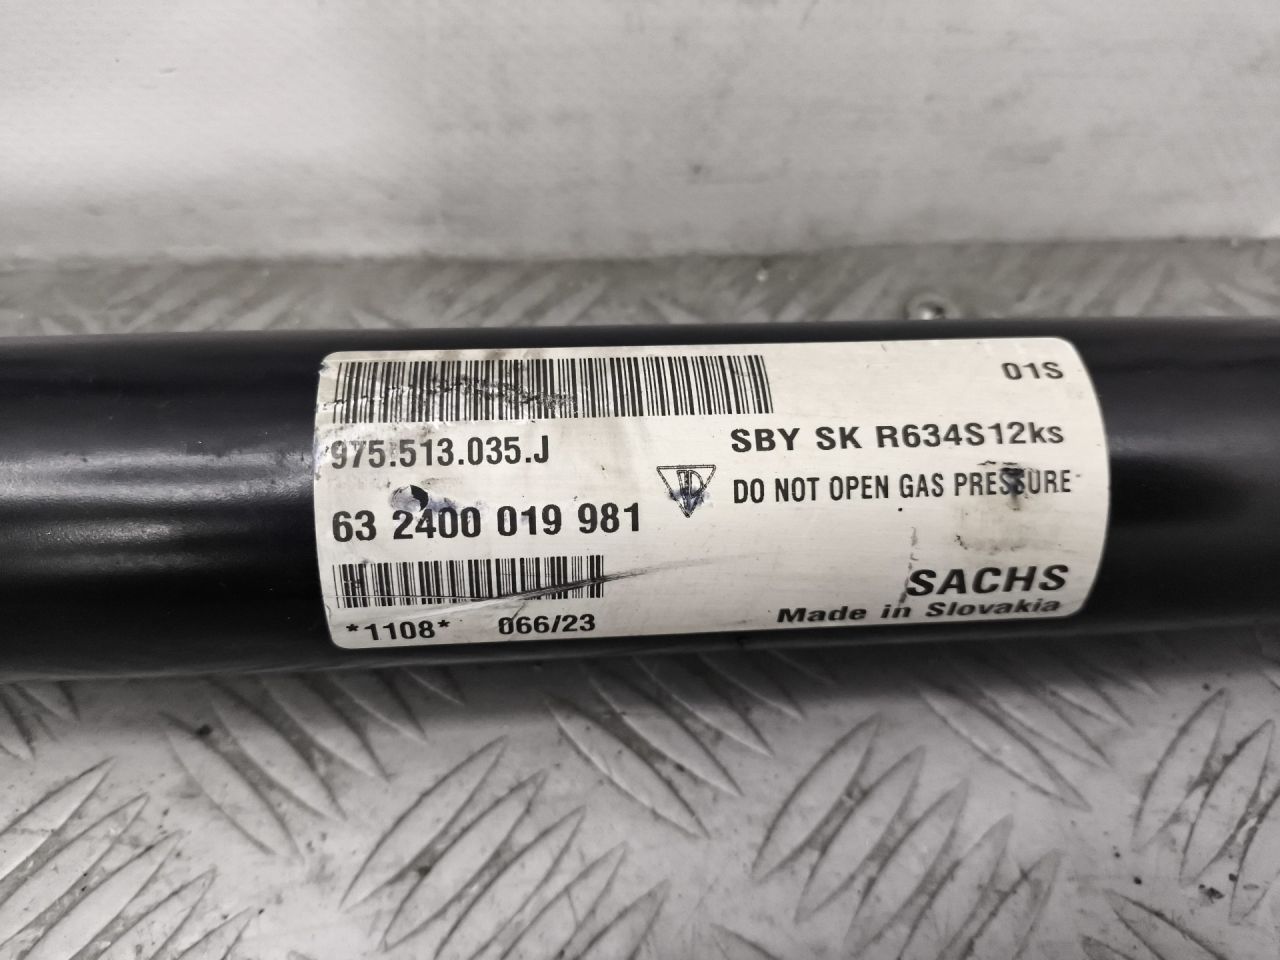 01S
975.513.035.J
SBY SK R634S12ks
DO NOT OPEN GAS PRESSURE
63 2400 019 981
SACHS
Made in Slovakia
*1108* 066/23